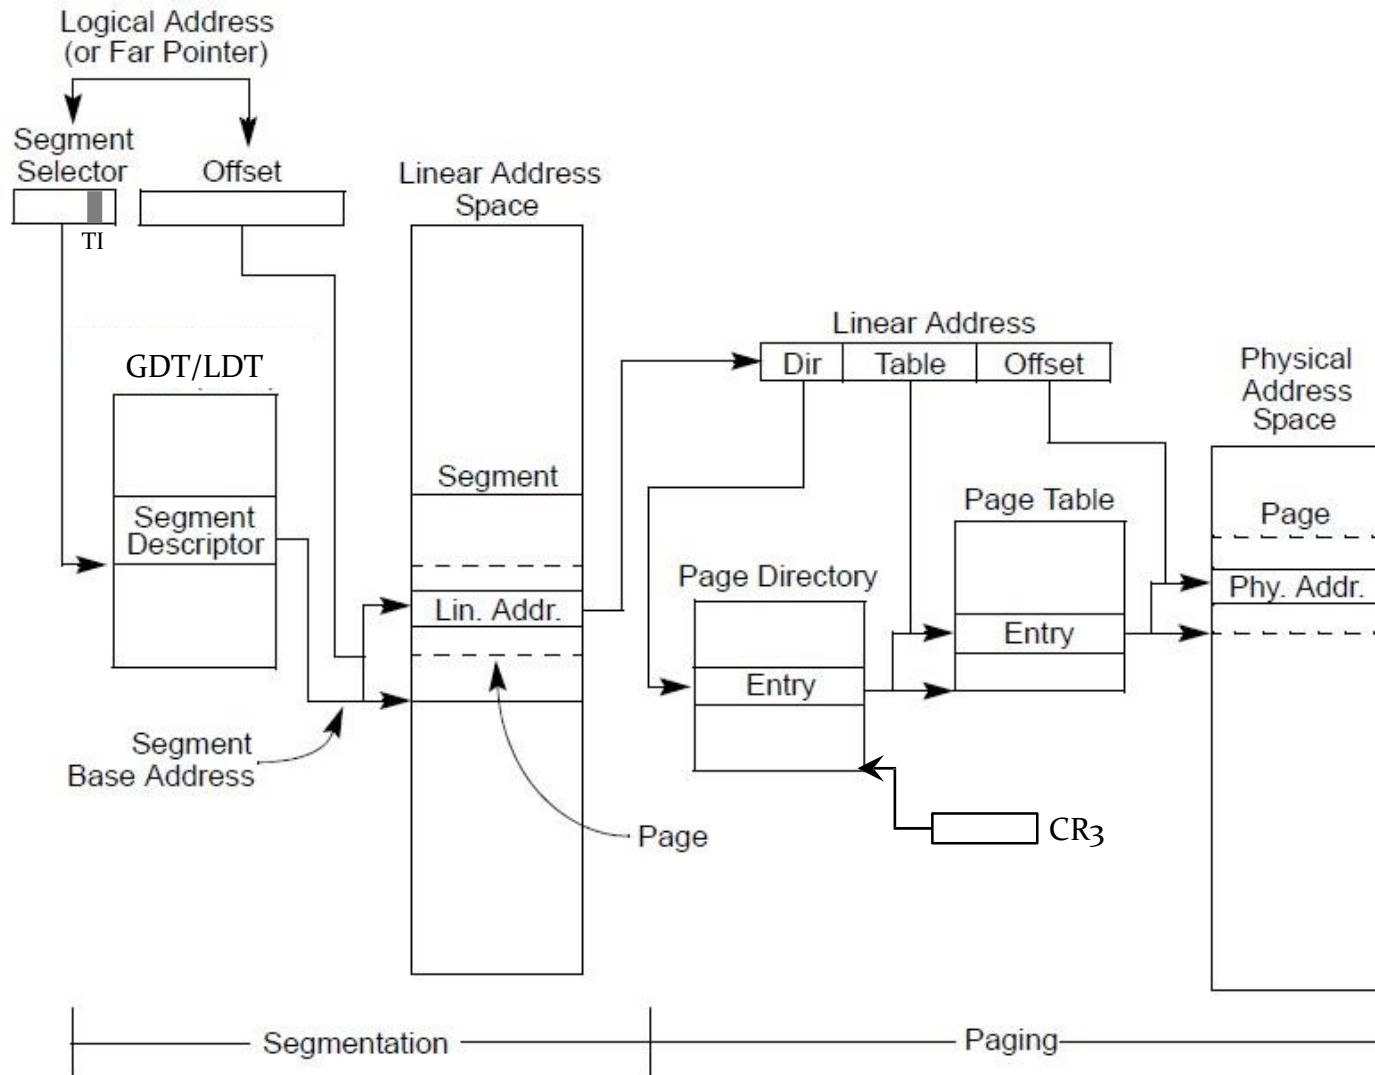 Logical Address
(or Far Pointer)
Segment
Selector
Offset
TI
Linear Address
Space
GDT/LDT
Segment
Descriptor
Segment
Lin. Addr.
Segment
Base Address
Page
Linear Address
Dir
Table
Offset
Page Directory
Entry
Page Table
Entry
CR3
Physical
Address
Space
Page
Phy. Addr.
Segmentation
Paging